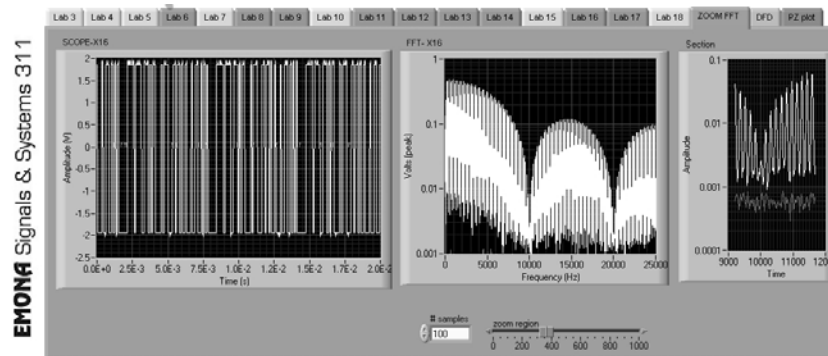 Lab 3 Lab 4 Lab 5 Lab 6 Lab 7 Lab 8 Lab 9 Lab 10 Lab 11 Lab 12 Lab 13 Lab 14 Lab 15 Lab 16 Lab 17 Lab 18 ZOOM FFT DFD PZ plot
EMONA Signals & Systems 311
SCOPE-X16
2-
1.5-
1-
0.5-
0-
-0.5-
-1-
-1.5-
-2-
-2.5-
Amplitude (V)
0.0E+0 2.5E-3 5.0E-3 7.5E-3 1.0E-2 1.3E-2 1.5E-2 1.8E-2 2.0E-2
Time (s)
FFT- X16
1-
0.1-
0.01-
0.001-
Volts (peak)
0 5000 10000 15000 20000 25000
Frequency (Hz)
Section
0.1-
0.01-
0.001-
0.0001-
Amplitude
9000 10000 11000
Time
# samples
100
zoom region
0 200 400 600 800 1000